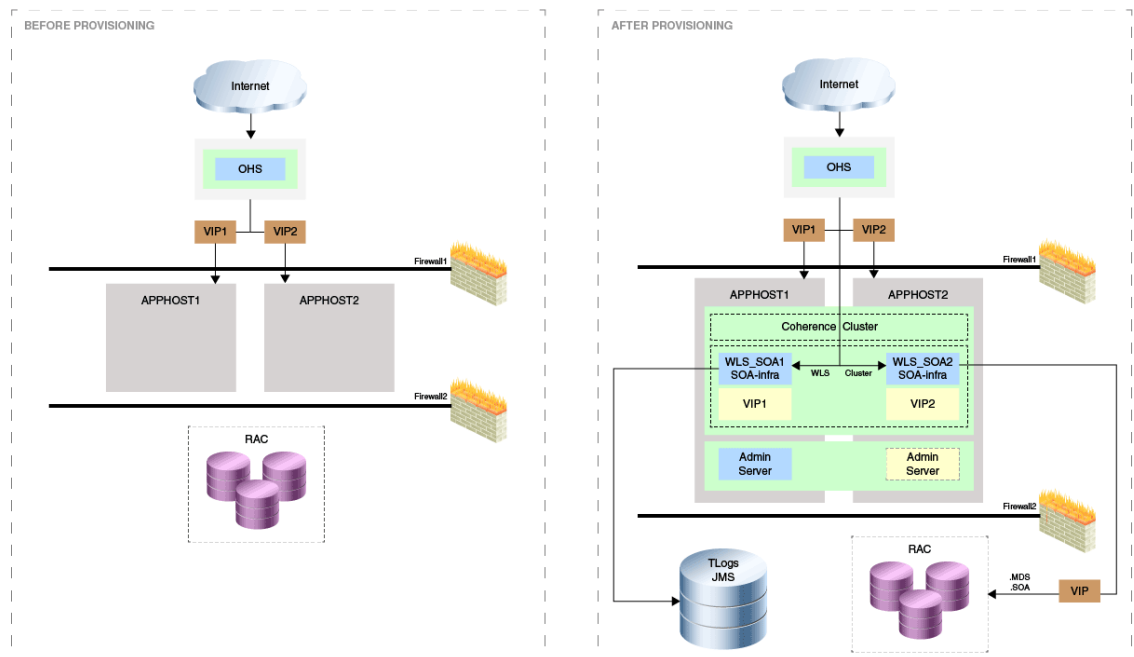 BEFORE PROVISIONING
Internet
OHS
VIP1
VIP2
Firewall1
APPHOST1
APPHOST2
Firewall2
RAC
AFTER PROVISIONING
Internet
OHS
VIP1
VIP2
Firewall1
APPHOST1
APPHOST2
Coherence Cluster
WLS_SOA1
SOA-infra
WLS Cluster
WLS_SOA2
SOA-infra
VIP1
VIP2
Admin
Server
Admin
Server
Firewall2
TLogs
JMS
RAC
.MDS
.SOA
VIP